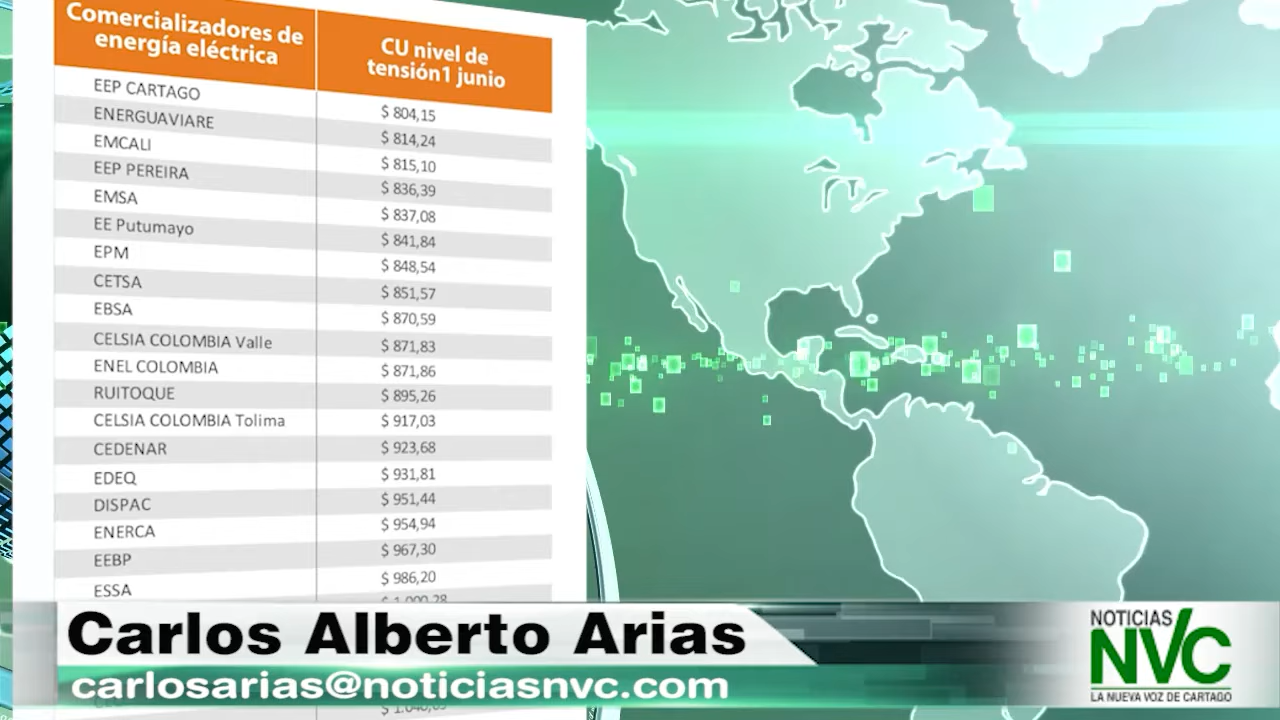 Comercializadores de
energía eléctrica
CU nivel de
tensión1 junio
EEP CARTAGO $ 804,15
ENERGUAVIARE $ 814,24
EMCALI $ 815,10
EEP PEREIRA $ 836,39
EMSA $ 837,08
EE Putumayo $ 841,84
EPM $ 848,54
CETSA $ 851,57
EBSA $ 870,59
CELSIA COLOMBIA Valle $ 871,83
ENEL COLOMBIA $ 871,86
RUITOQUE $ 895,26
CELSIA COLOMBIA Tolima $ 917,03
CEDENAR $ 923,68
EDEQ $ 931,81
DISPAC $ 951,44
ENERCA $ 954,94
EEBP $ 967,30
ESSA $ 986,20
Carlos Alberto Arias
carlosarias@noticiasnvc.com
NOTICIAS
NVC
LA NUEVA VOZ DE CARTAGO